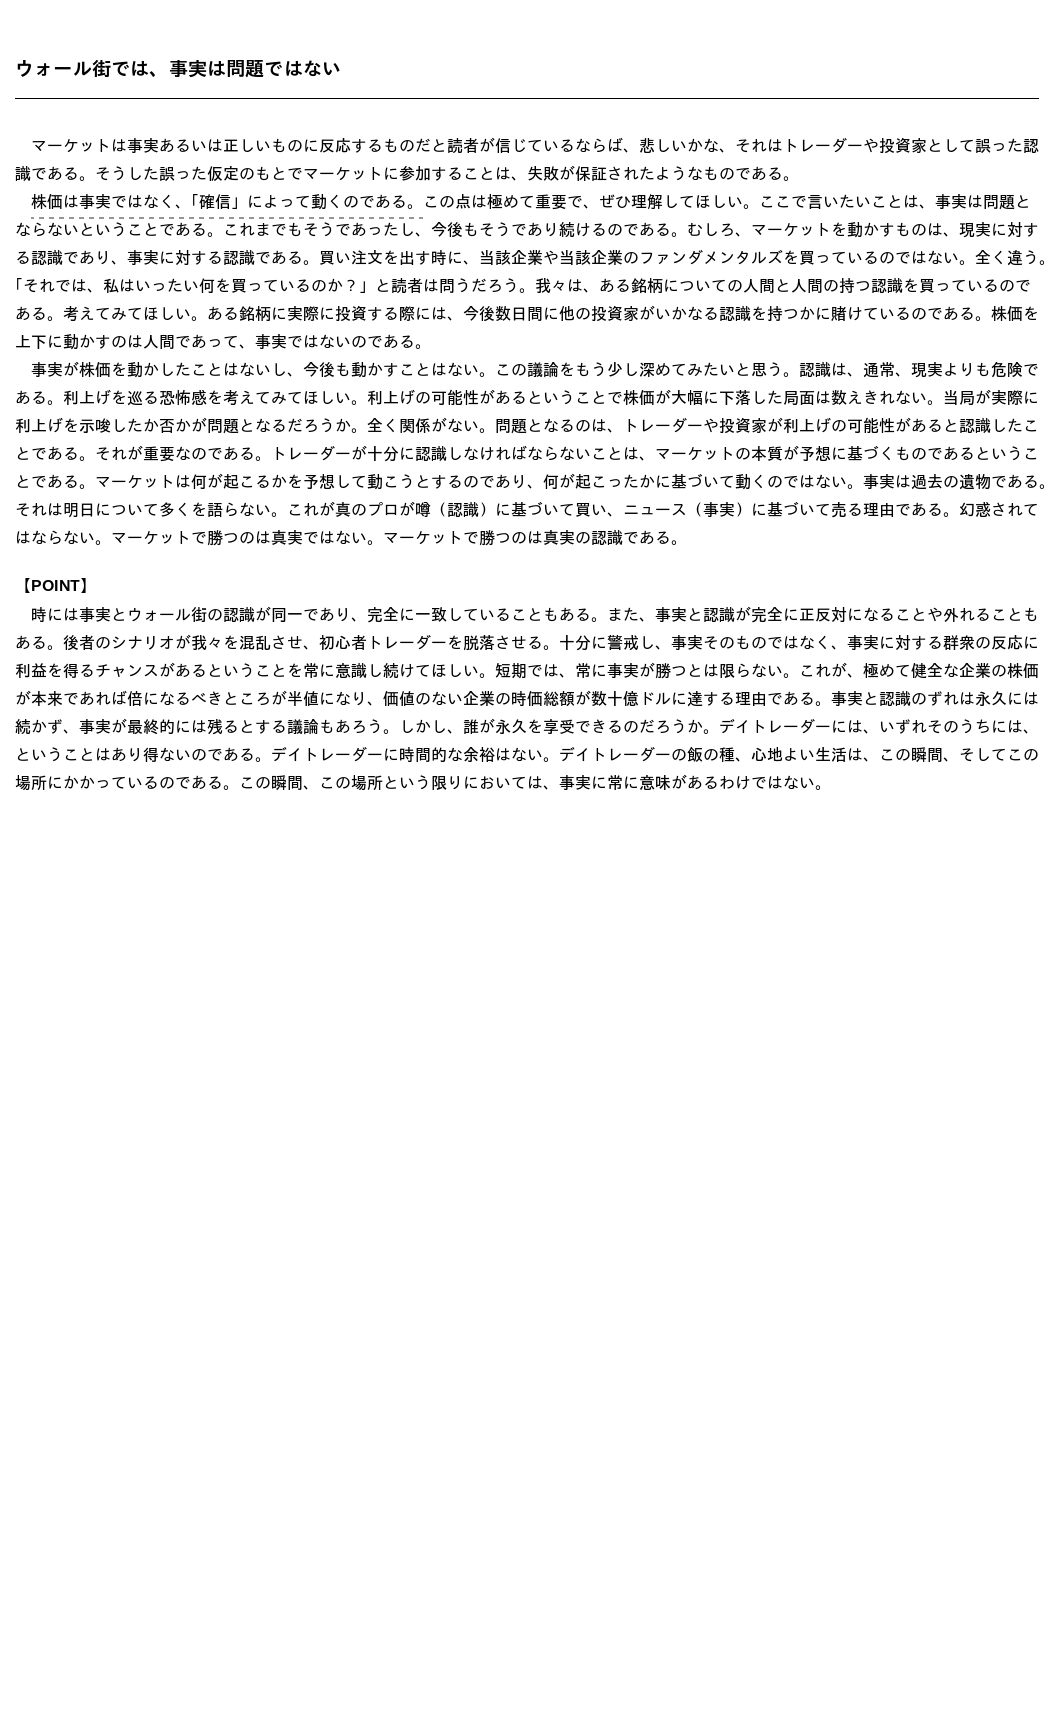 ウォール街では、事実は問題ではない
マーケットは事実あるいは正しいものに反応するものだと読者が信じているならば、悲しいかな、それはトレーダーや投資家として誤った認
識である。そうした誤った仮定のもとでマーケットに参加することは、失敗が保証されたようなものである。
株価は事実ではなく、「確信」によって動くのである。この点は極めて重要で、ぜひ理解してほしい。ここで言いたいことは、事実は問題と
ならないということである。これまでもそうであったし、今後もそうであり続けるのである。むしろ、マーケットを動かすものは、現実に対す
る認識であり、事実に対する認識である。買い注文を出す時に、当該企業や当該企業のファンダメンタルズを買っているのではない。全く違う。
「それでは、私はいったい何を買っているのか？」と読者は問うだろう。我々は、ある銘柄についての人間と人間の持つ認識を買っているので
ある。考えてみてほしい。ある銘柄に実際に投資する際には、今後数日間に他の投資家がいかなる認識を持つかに賭けているのである。株価を
上下に動かすのは人間であって、事実ではないのである。
事実が株価を動かしたことはないし、今後も動かすことはない。この議論をもう少し深めてみたいと思う。認識は、通常、現実よりも危険で
ある。利上げを巡る恐怖感を考えてみてほしい。利上げの可能性があるということで株価が大幅に下落した局面は数えきれない。当局が実際に
利上げを示唆したか否かが問題となるだろうか。全く関係がない。問題となるのは、トレーダーや投資家が利上げの可能性があると認識したこ
とである。それが重要なのである。トレーダーが十分に認識しなければならないことは、マーケットの本質が予想に基づくものであるというこ
とである。マーケットは何が起こるかを予想して動こうとするのであり、何が起こったかに基づいて動くのではない。事実は過去の遺物である。
それは明日について多くを語らない。これが真のプロが噂（認識）に基づいて買い、ニュース（事実）に基づいて売る理由である。幻惑されて
はならない。マーケットで勝つのは真実ではない。マーケットで勝つのは真実の認識である。
【POINT】
時には事実とウォール街の認識が同一であり、完全に一致していることもある。また、事実と認識が完全に正反対になることや外れることも
ある。後者のシナリオが我々を混乱させ、初心者トレーダーを脱落させる。十分に警戒し、事実そのものではなく、事実に対する群衆の反応に
利益を得るチャンスがあるということを常に意識し続けてほしい。短期では、常に事実が勝つとは限らない。これが、極めて健全な企業の株価
が本来であれば倍になるべきところが半値になり、価値のない企業の時価総額が数十億ドルに達する理由である。事実と認識のずれは永久には
続かず、事実が最終的には残るとする議論もあろう。しかし、誰が永久を享受できるのだろうか。デイトレーダーには、いずれそのうちには、
ということはあり得ないのである。デイトレーダーに時間的な余裕はない。デイトレーダーの飯の種、心地よい生活は、この瞬間、そしてこの
場所にかかっているのである。この瞬間、この場所という限りにおいては、事実に常に意味があるわけではない。